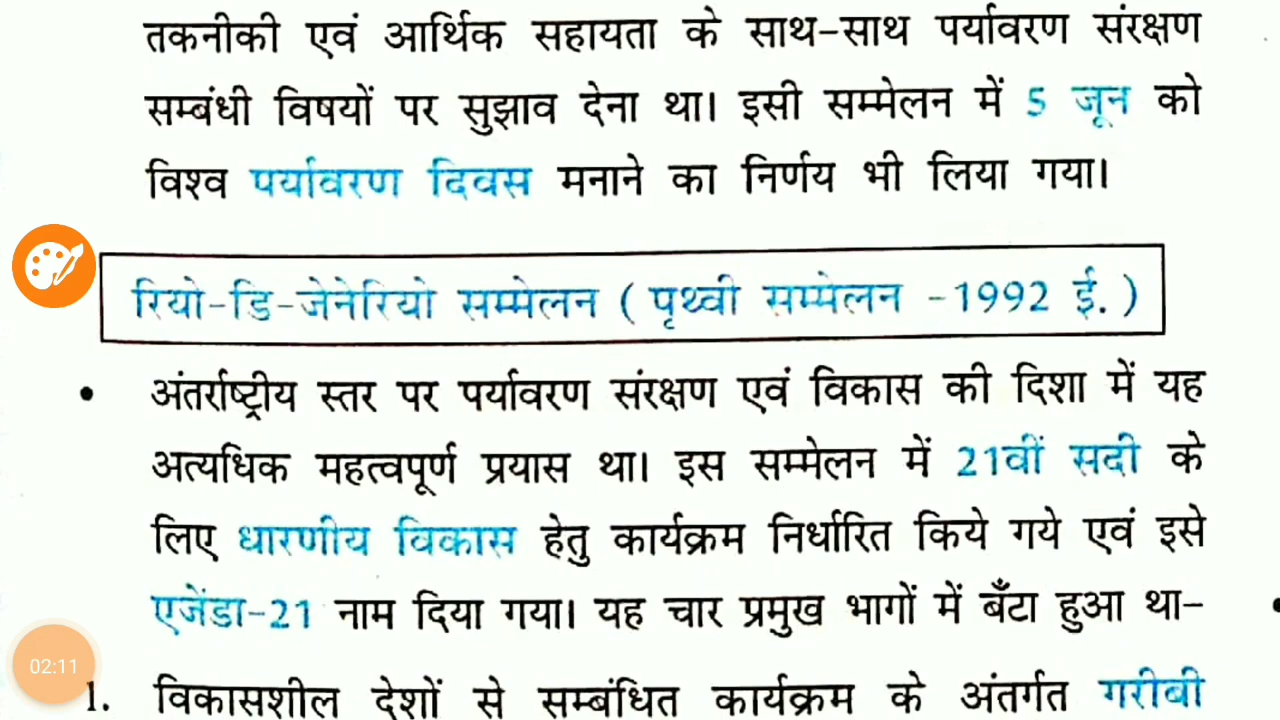 तकनीकी एवं आर्थिक सहायता के साथ-साथ पर्यावरण संरक्षण
सम्बंधी विषयों पर सुझाव देना था। इसी सम्मेलन में 5 जून को
विश्व पर्यावरण दिवस मनाने का निर्णय भी लिया गया।
रियो-डि-जेनेरियो सम्मेलन ( पृथ्वी सम्मेलन -1992 ई. )
• अंतर्राष्ट्रीय स्तर पर पर्यावरण संरक्षण एवं विकास की दिशा में यह
अत्यधिक महत्वपूर्ण प्रयास था। इस सम्मेलन में 21वीं सदी के
लिए धारणीय विकास हेतु कार्यक्रम निर्धारित किये गये एवं इसे
एजेंडा-21 नाम दिया गया। यह चार प्रमुख भागों में बँटा हुआ था-
02:11
1. विकासशील देशों से सम्बंधित कार्यक्रम के अंतर्गत गरीबी